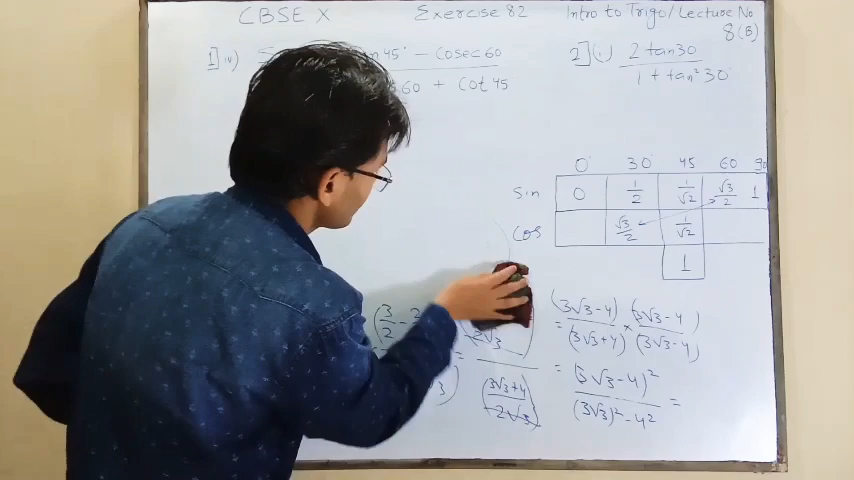 CBSE X Exercise 82 Intro to Trigo/Lecture No 8(B)
1] iv) 45° - Cosec 60
60 + Cot 45
2] (i) 2 tan30
1 + tan²30°
0° 30° 45 60 90
sin 0 1/2 1/√2 √3/2 1
cos √3/2 1/√2
1
(3/2 - 2
2√3
(3√3+4)
2√3
= (3√3-4)/(3√3+4) × (3√3-4)/(3√3-4)
= (3√3-4)²/(3√3)²-4² =